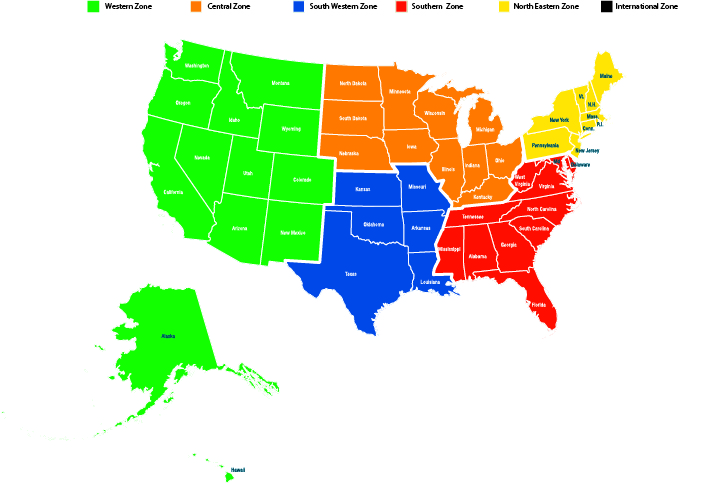 Western Zone
Central Zone
South Western Zone
Southern Zone
North Eastern Zone
International Zone
Washington
Oregon
California
Nevada
Idaho
Montana
Wyoming
Utah
Colorado
Arizona
New Mexico
Alaska
Hawaii
North Dakota
South Dakota
Nebraska
Minnesota
Iowa
Wisconsin
Illinois
Michigan
Indiana
Ohio
Kentucky
Kansas
Missouri
Oklahoma
Arkansas
Texas
Louisiana
Tennessee
Mississippi
Alabama
Georgia
Florida
South Carolina
North Carolina
Virginia
West
Virginia
Delaware
Maine
Vt.
N.H.
Mass.
R.I.
Conn.
New York
Pennsylvania
New Jersey